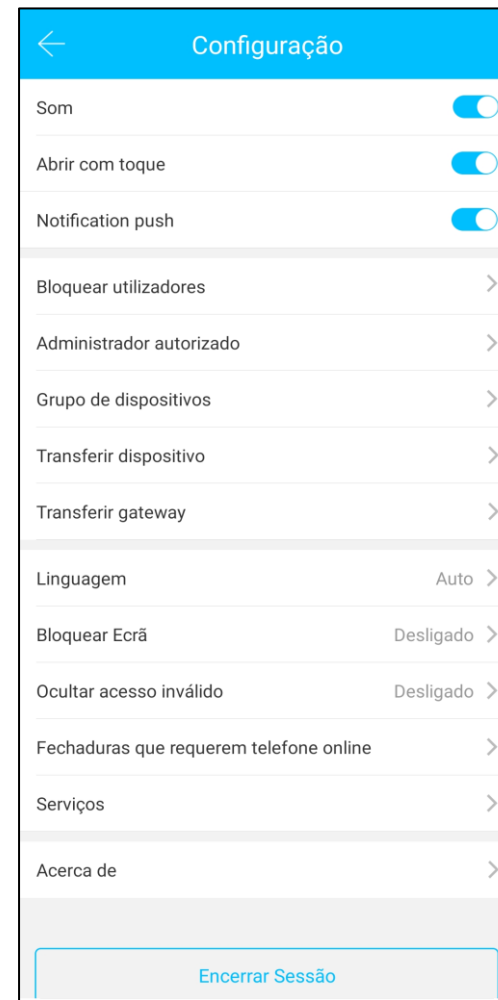 Configuração
Som
Abrir com toque
Notification push
Bloquear utilizadores
Administrador autorizado
Grupo de dispositivos
Transferir dispositivo
Transferir gateway
Linguagem Auto
Bloquear Ecrã Desligado
Ocultar acesso inválido Desligado
Fechaduras que requerem telefone online
Serviços
Acerca de
Encerrar Sessão